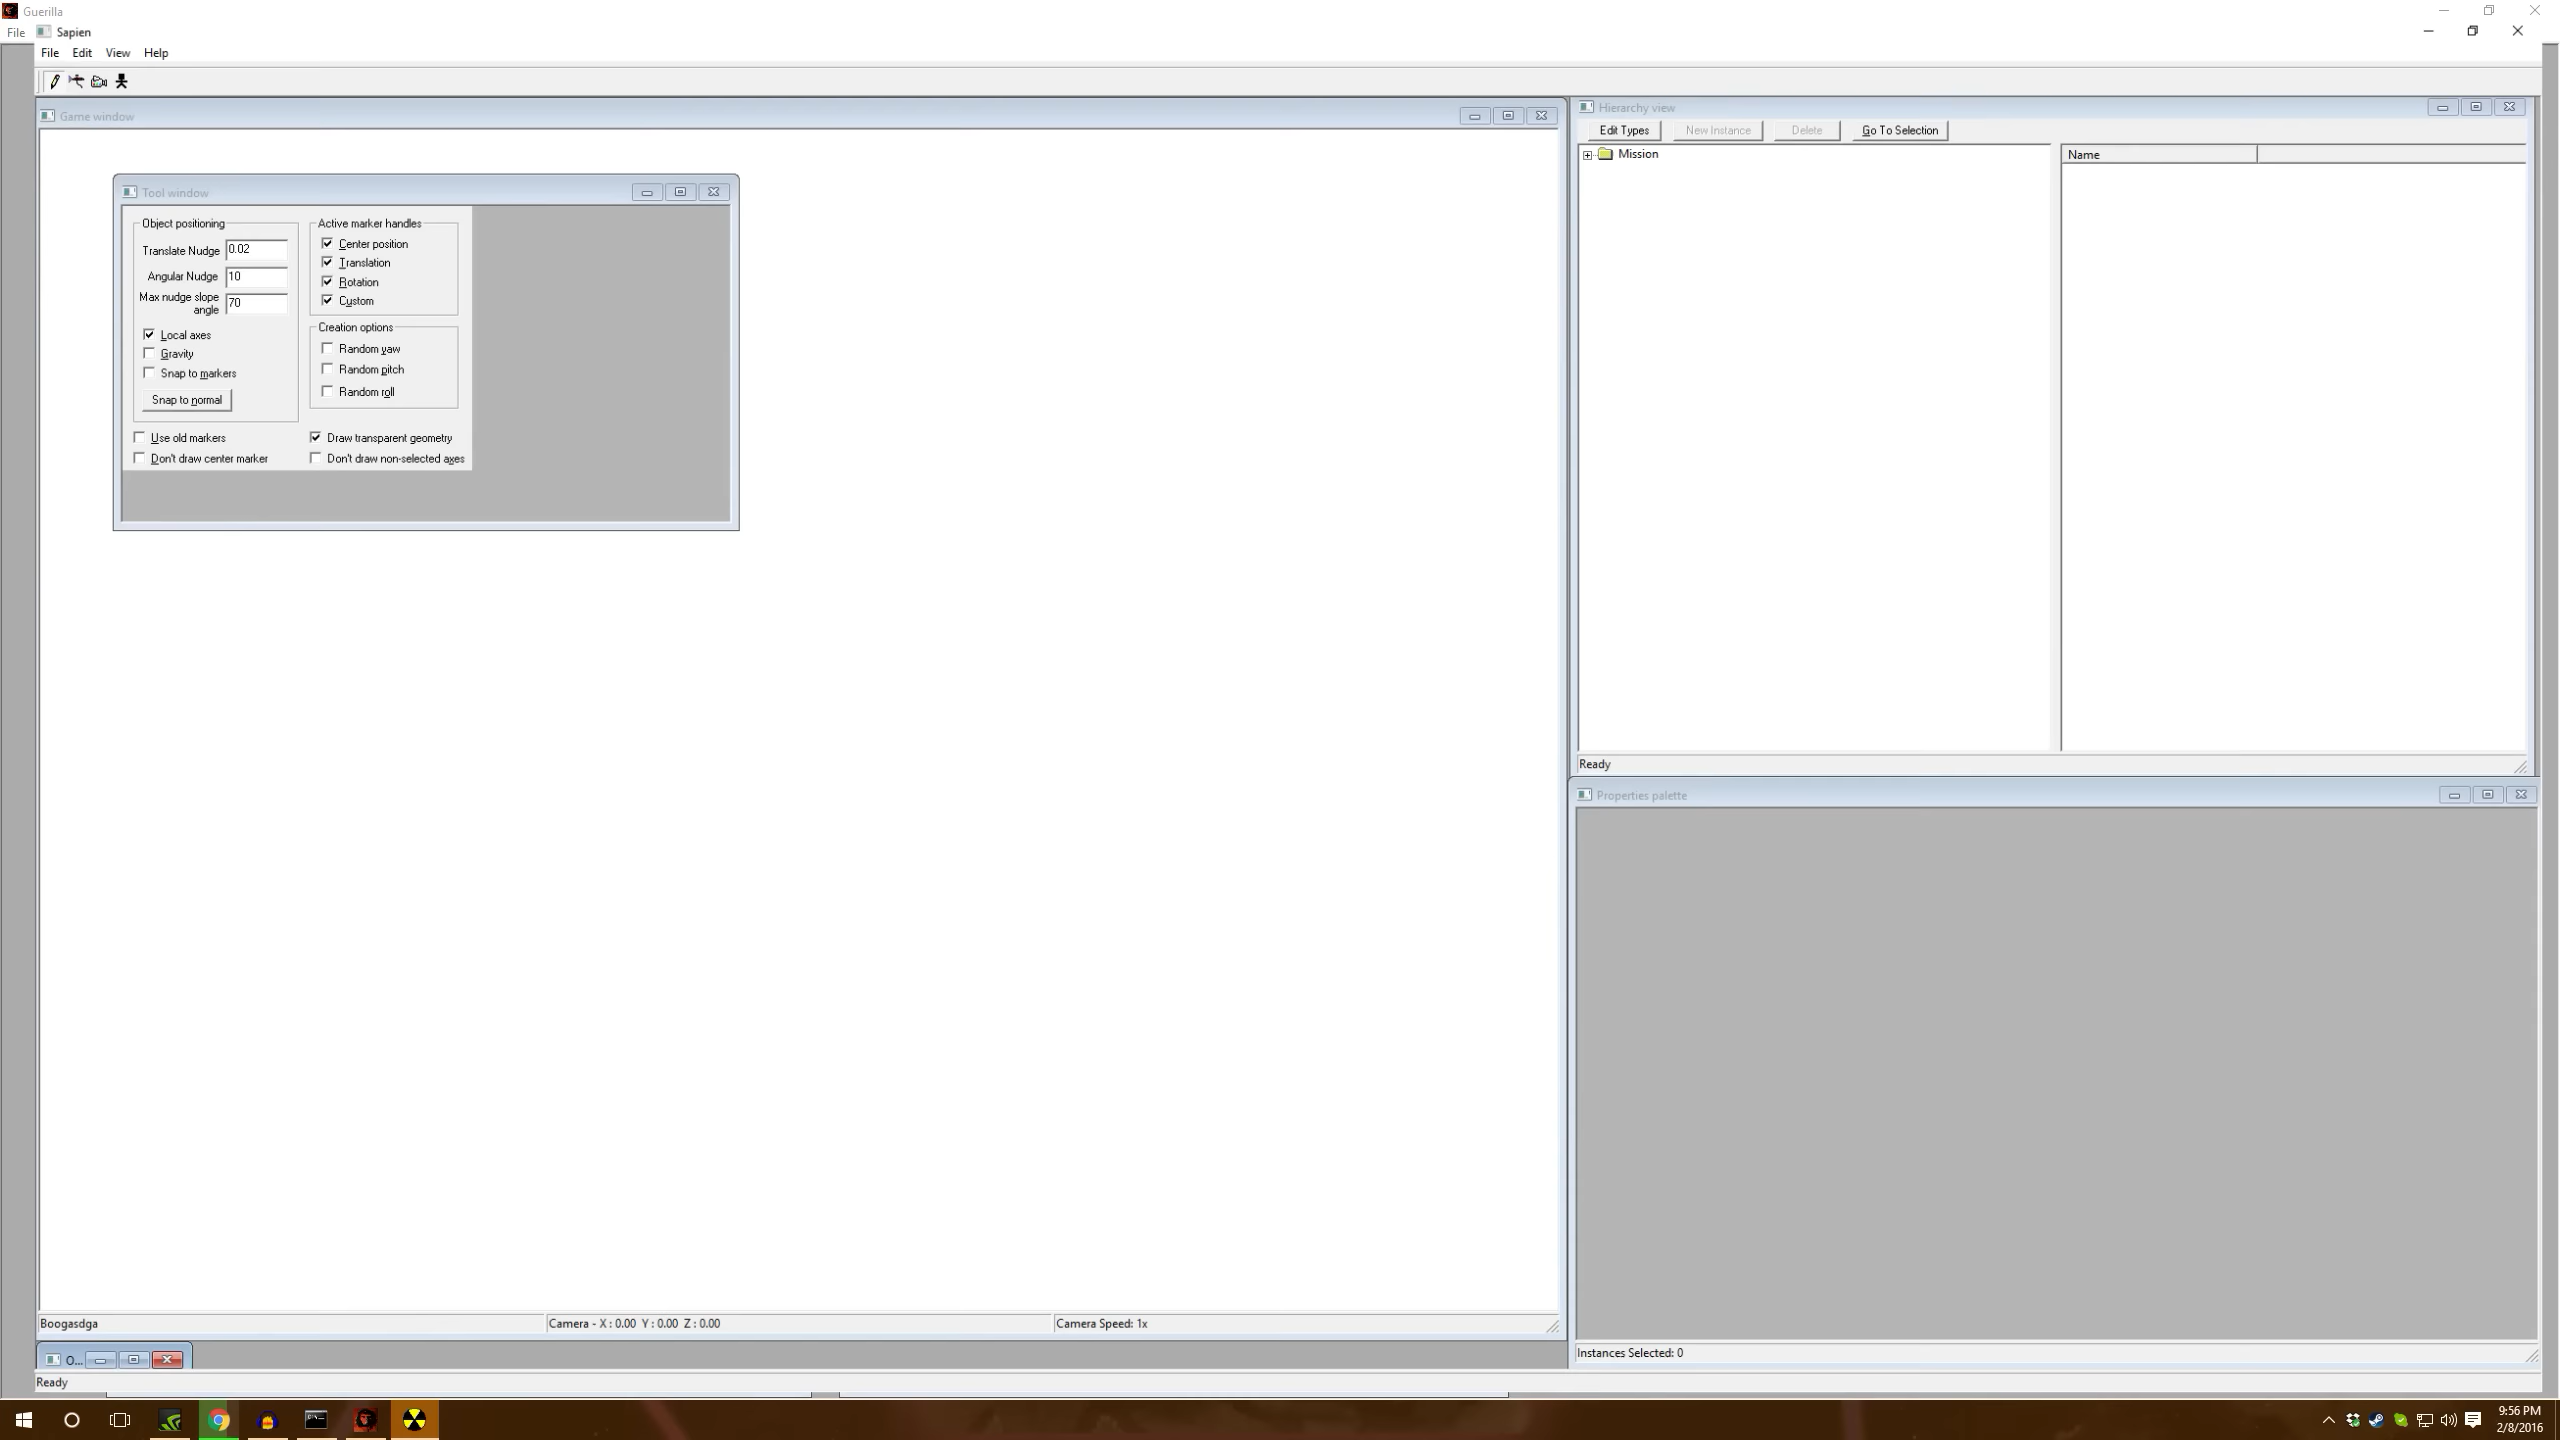 Guerilla
File
Sapien
File Edit View Help
Game window
Tool window
Object positioning
Translate Nudge 0.02
Angular Nudge 10
Max nudge slope angle 70
Local axes
Gravity
Snap to markers
Snap to normal
Active marker handles
Center position
Translation
Rotation
Custom
Creation options
Random yaw
Random pitch
Random roll
Use old markers
Don't draw center marker
Draw transparent geometry
Don't draw non-selected axes
Hierarchy view
Edit Types New Instance Delete Go To Selection
Mission
Name
Ready
Properties palette
Instances Selected: 0
Boogasdga
Camera - X : 0.00 Y : 0.00 Z : 0.00
Camera Speed: 1x
O...
Ready
9:56 PM
2/8/2016